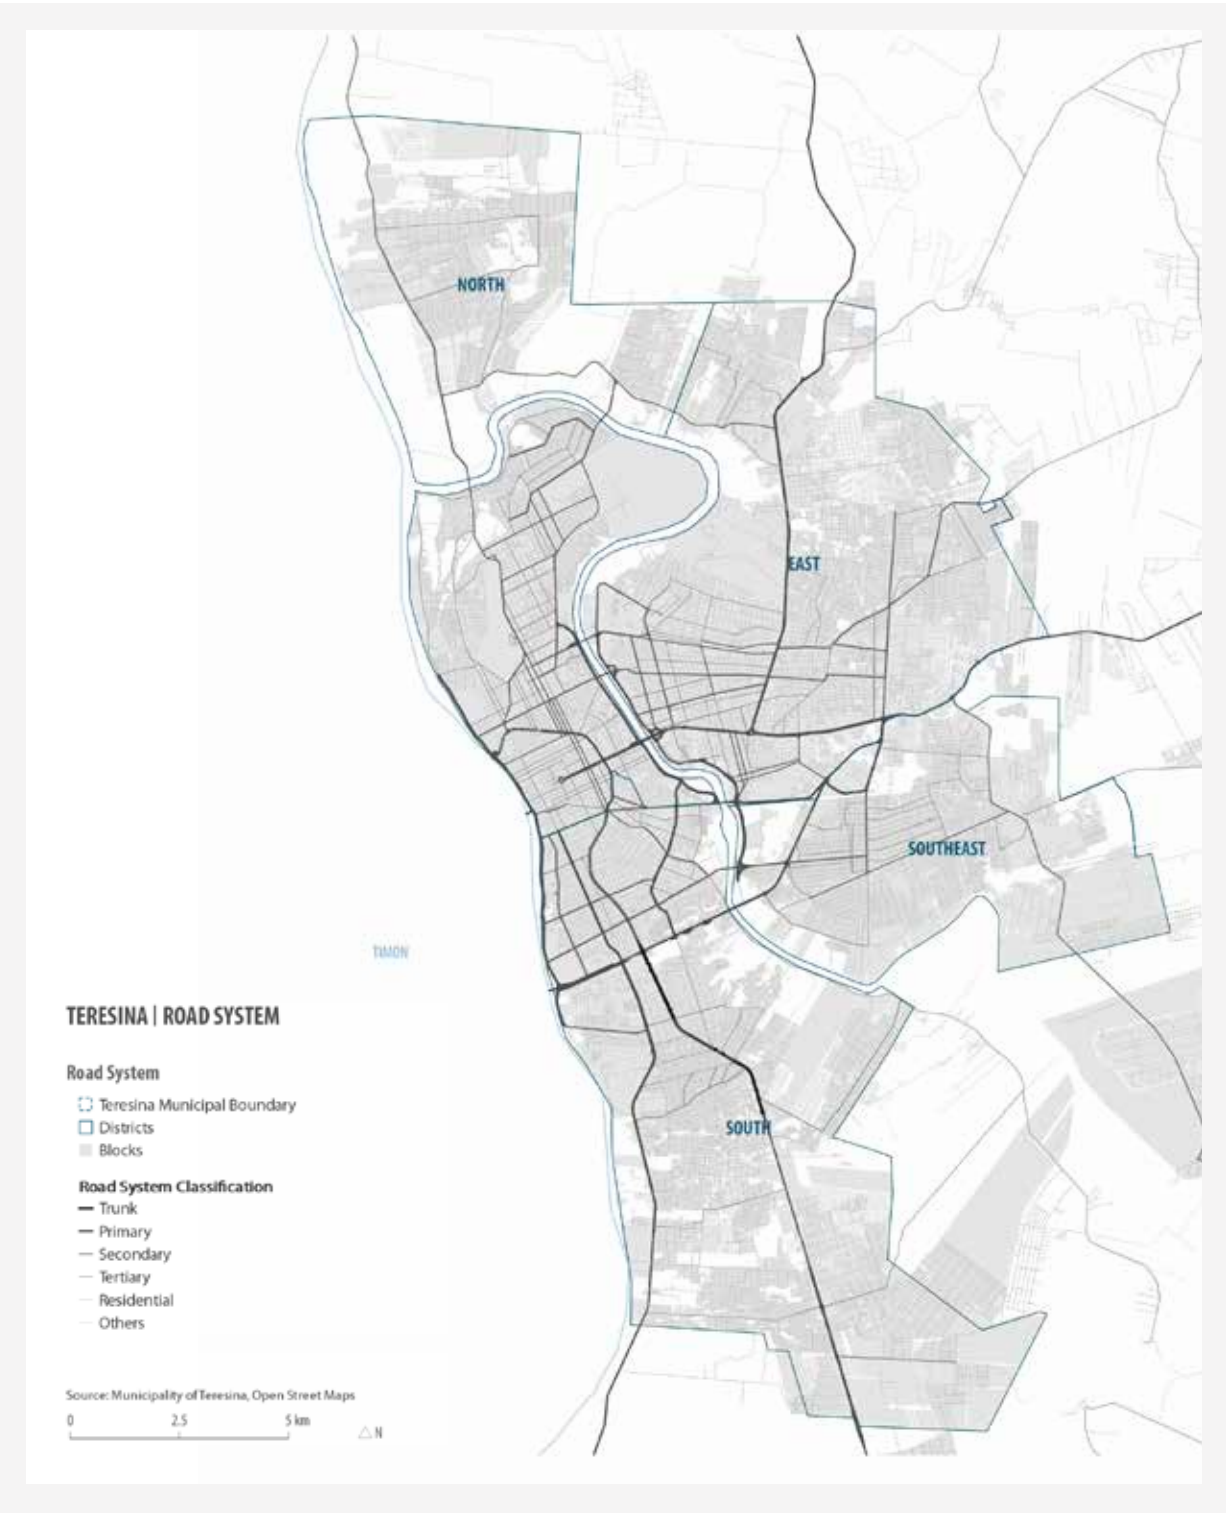 NORTH
EAST
SOUTHEAST
TIMON
TERESINA | ROAD SYSTEM
Road System
Teresina Municipal Boundary
Districts
Blocks
SOUTH
Road System Classification
Trunk
Primary
Secondary
Tertiary
Residential
Others
Source: Municipality of Teresina, Open Street Maps
0 2.5 5 km
N